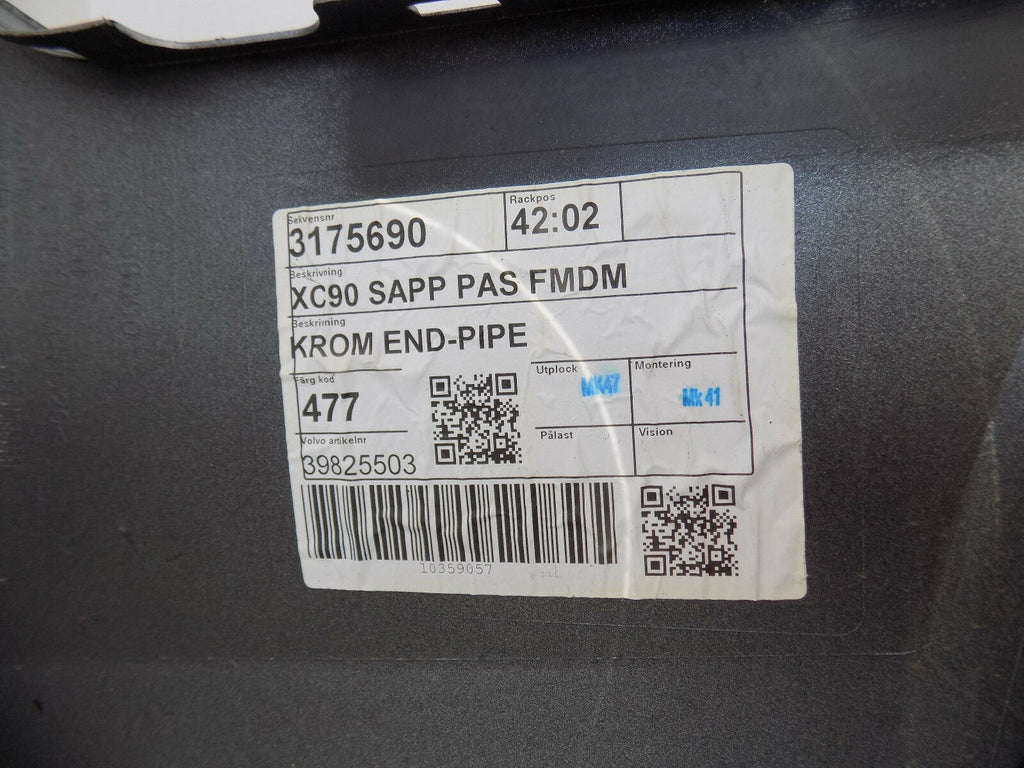 Sekvensnr
3175690
Rackpos
42:02
Beskrivning
XC90 SAPP PAS FMDM
Beskrivning
KROM END-PIPE
Färg kod
477
Utplock
MK47
Montering
Mk 41
Pålast
Vision
Volvo artikelnr
39825503
10359057